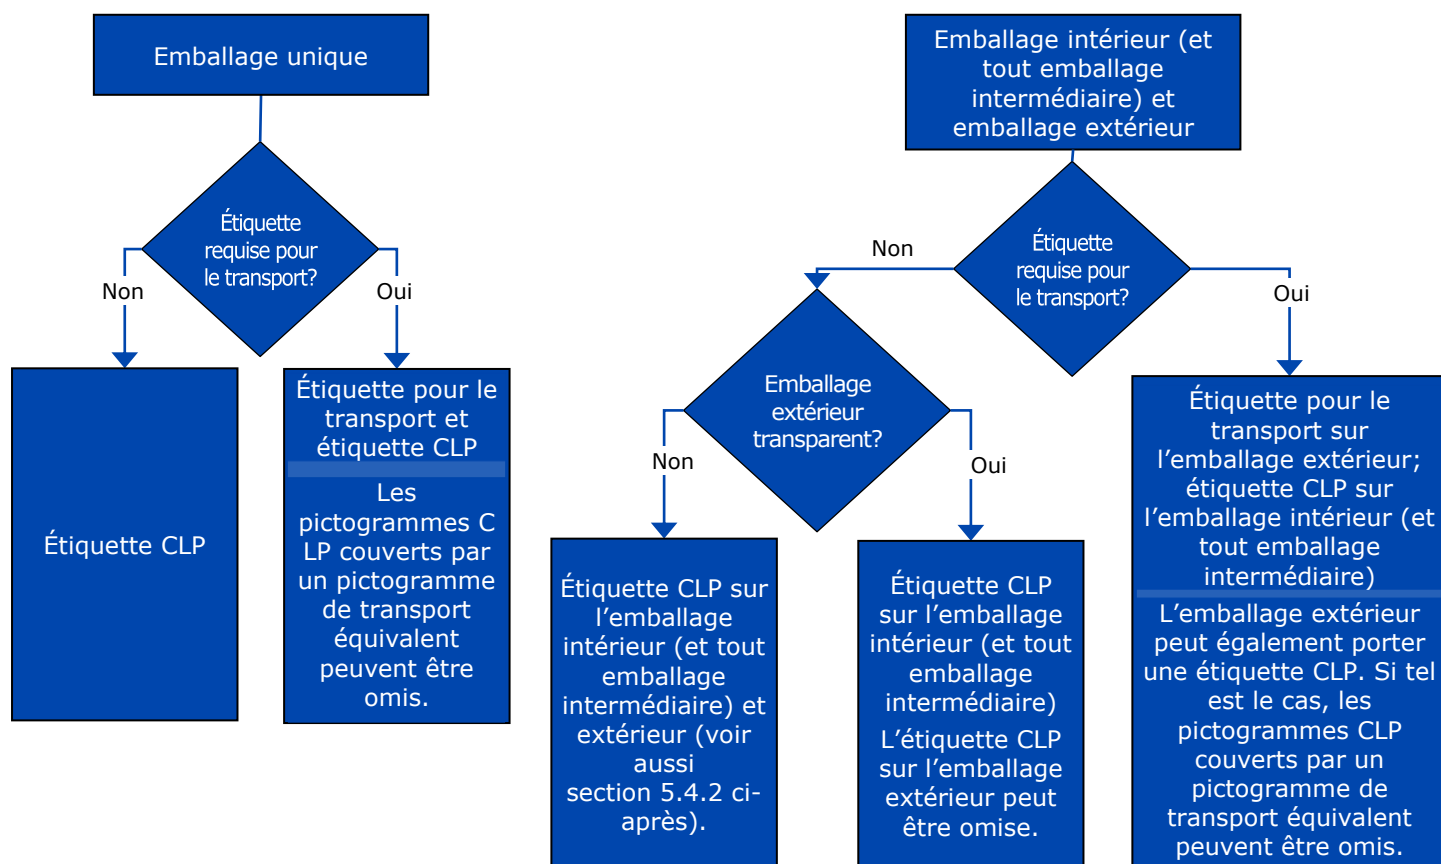 Emballage unique
Étiquette
requise pour
le transport?
Non
Oui
Étiquette CLP
Étiquette pour le
transport et
étiquette CLP
Les
pictogrammes C
LP couverts par
un pictogramme
de transport
équivalent
peuvent être
omis.
Emballage intérieur (et
tout emballage
intermédiaire) et
emballage extérieur
Étiquette
requise pour
le transport?
Non
Oui
Emballage
extérieur
transparent?
Non
Oui
Étiquette CLP sur
l’emballage
intérieur (et tout
emballage
intermédiaire) et
extérieur (voir
aussi
section 5.4.2 ci-
après).
Étiquette CLP
sur l’emballage
intérieur (et tout
emballage
intermédiaire)
L’étiquette CLP
sur l’emballage
extérieur peut
être omise.
Étiquette pour le
transport sur
l’emballage extérieur;
étiquette CLP sur
l’emballage intérieur (et
tout emballage
intermédiaire)
L’emballage extérieur
peut également porter
une étiquette CLP. Si tel
est le cas, les
pictogrammes CLP
couverts par un
pictogramme de
transport équivalent
peuvent être omis.